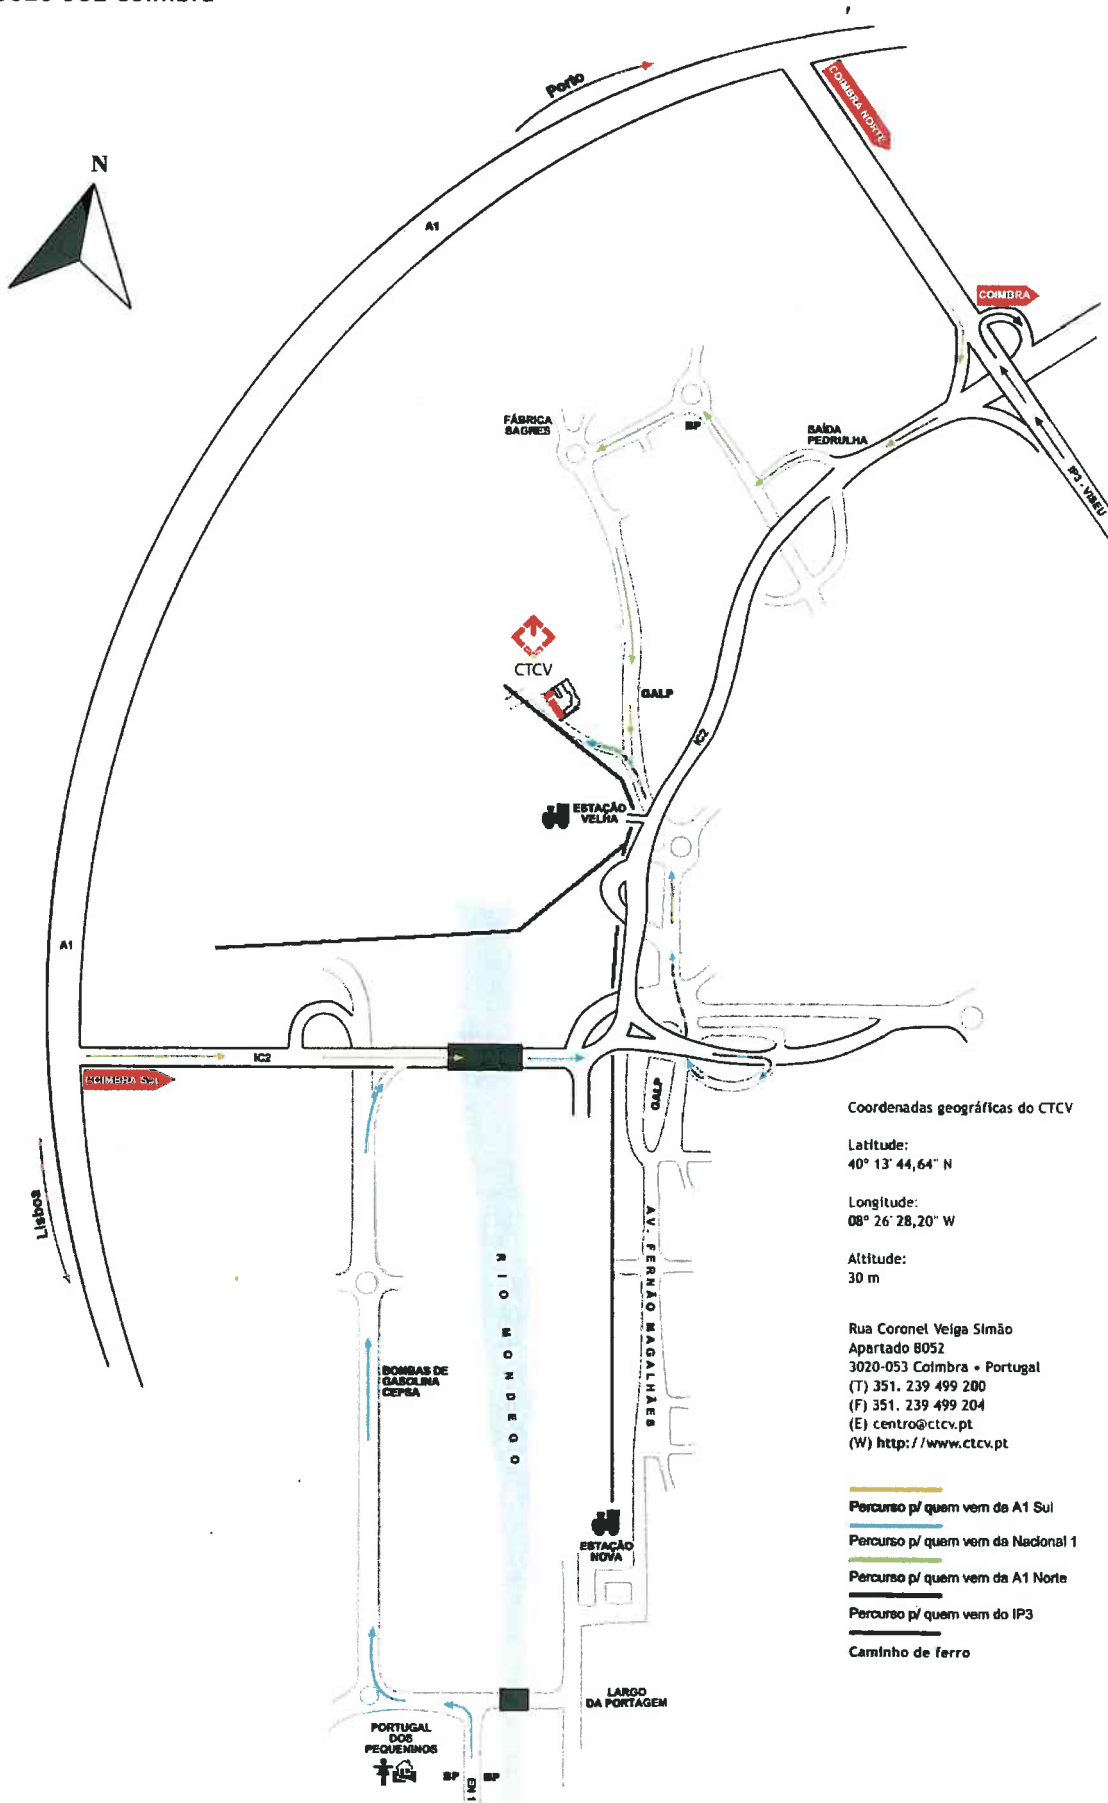 N
Porto
COIMBRA NORTE
A1
COIMBRA
FÁBRICA
SAGRES
BP
SAÍDA
PEDRULHA
IP3 - VISEU
CTCV
GALP
IC2
ESTAÇÃO
VELHA
A1
IC2
COIMBRA Sul
GALP
Lisboa
Coordenadas geográficas do CTCV
Latitude:
40° 13' 44,64" N
Longitude:
08° 26' 28,20" W
Altitude:
30 m
RIO MONDEGO
AV. FERNÃO MAGALHÃES
Rua Coronel Veiga Simão
Apartado 8052
3020-053 Coimbra • Portugal
(T) 351. 239 499 200
(F) 351. 239 499 204
(E) centro@ctcv.pt
(W) http://www.ctcv.pt
BOMBAS DE
GASOLINA
CEPSA
Percurso p/ quem vem da A1 Sul
Percurso p/ quem vem da Nacional 1
Percurso p/ quem vem da A1 Norte
Percurso p/ quem vem do IP3
Caminho de ferro
ESTAÇÃO
NOVA
LARGO
DA PORTAGEM
PORTUGAL
DOS
PEQUENINOS
BP
EN 1
BP